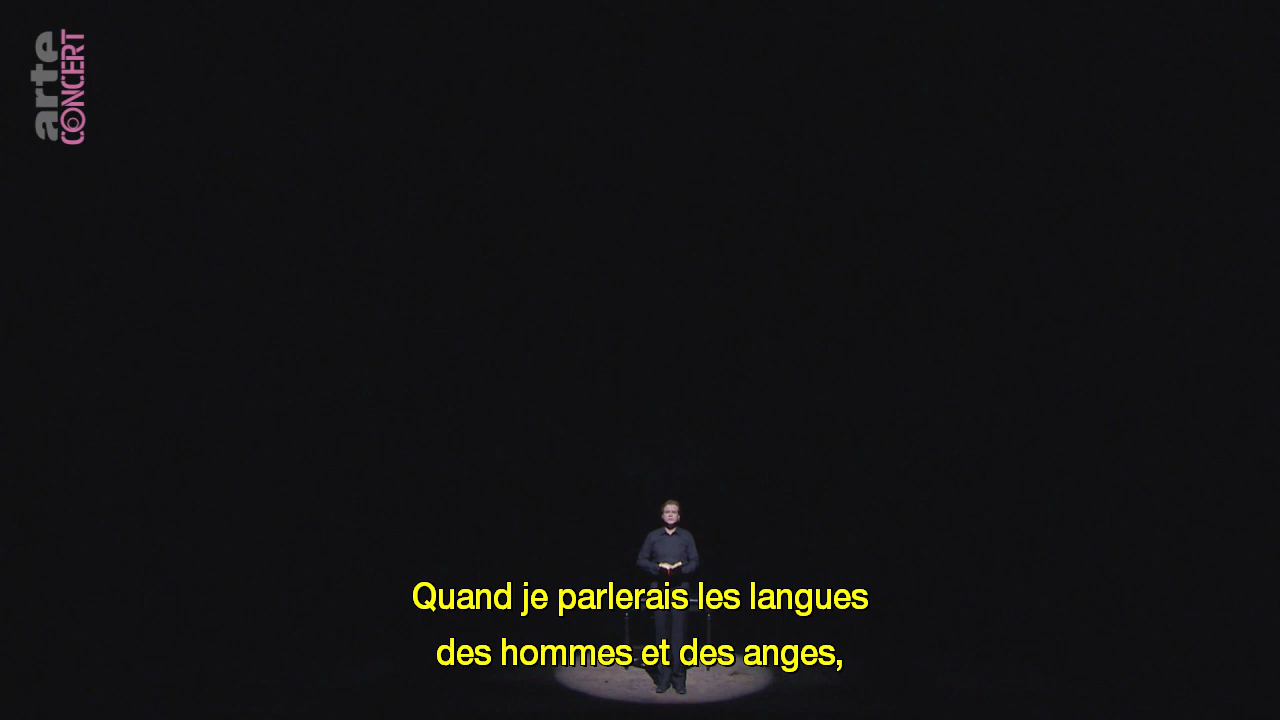 arte
CONCERT
Quand je parlerais les langues
des hommes et des anges,